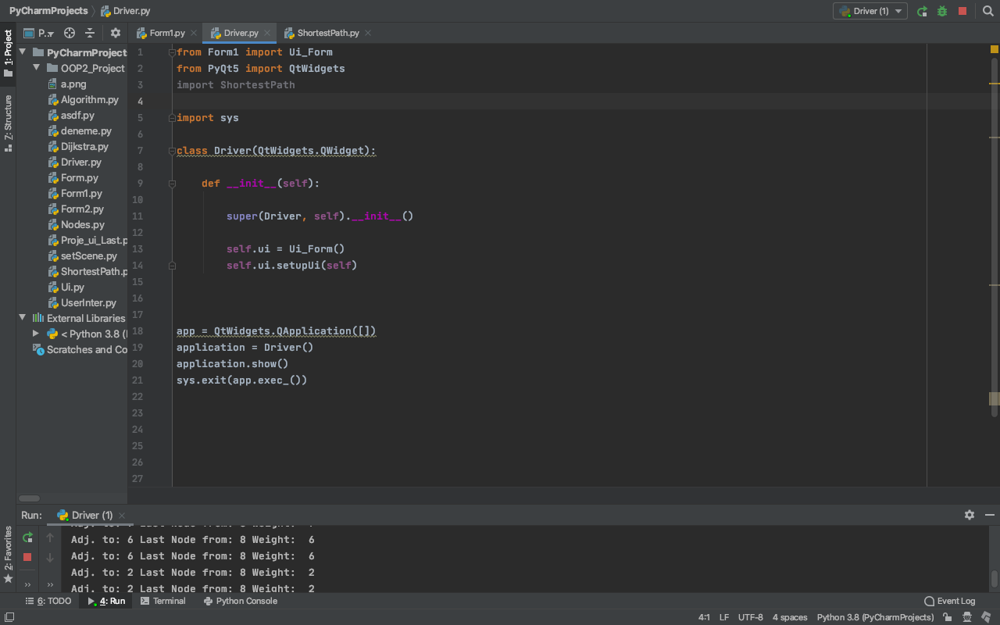 PyCharmProjects Driver.py Driver (1)
P.. Form1.py Driver.py ShortestPath.py
1: Project
Z: Structure
2: Favorites
PyCharmProject
OOP2_Project
a.png
Algorithm.py
asdf.py
deneme.py
Dijkstra.py
Driver.py
Form.py
Form1.py
Form2.py
Nodes.py
Proje_ui_Last.p
setScene.py
ShortestPath.p
Ui.py
UserInter.py
External Libraries
< Python 3.8 (
Scratches and Co
1 from Form1 import Ui_Form
2 from PyQt5 import QtWidgets
3 import ShortestPath
4
5 import sys
6
7 class Driver(QtWidgets.QWidget):
8
9 def __init__(self):
10
11 super(Driver, self).__init__()
12
13 self.ui = Ui_Form()
14 self.ui.setupUi(self)
15
16
17
18 app = QtWidgets.QApplication([])
19 application = Driver()
20 application.show()
21 sys.exit(app.exec_())
22
23
24
25
26
27
Run: Driver (1)
Adj. to: 6 Last Node from: 8 Weight: 6
Adj. to: 6 Last Node from: 8 Weight: 6
Adj. to: 2 Last Node from: 8 Weight: 2
Adj. to: 2 Last Node from: 8 Weight: 2
6: TODO 4: Run Terminal Python Console Event Log
4:1 LF UTF-8 4 spaces Python 3.8 (PyCharmProjects)